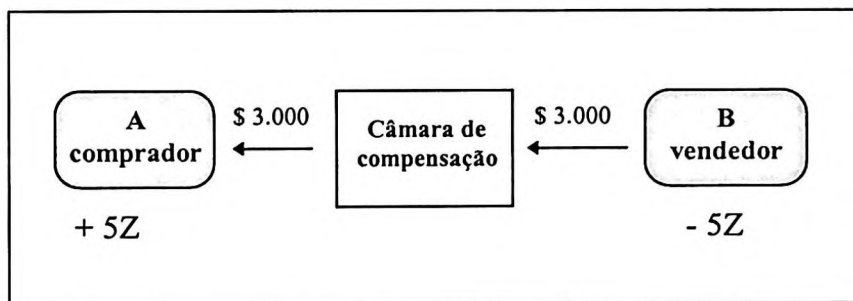 A
comprador
$ 3.000
Câmara de
compensação
$ 3.000
B
vendedor
+ 5Z
- 5Z